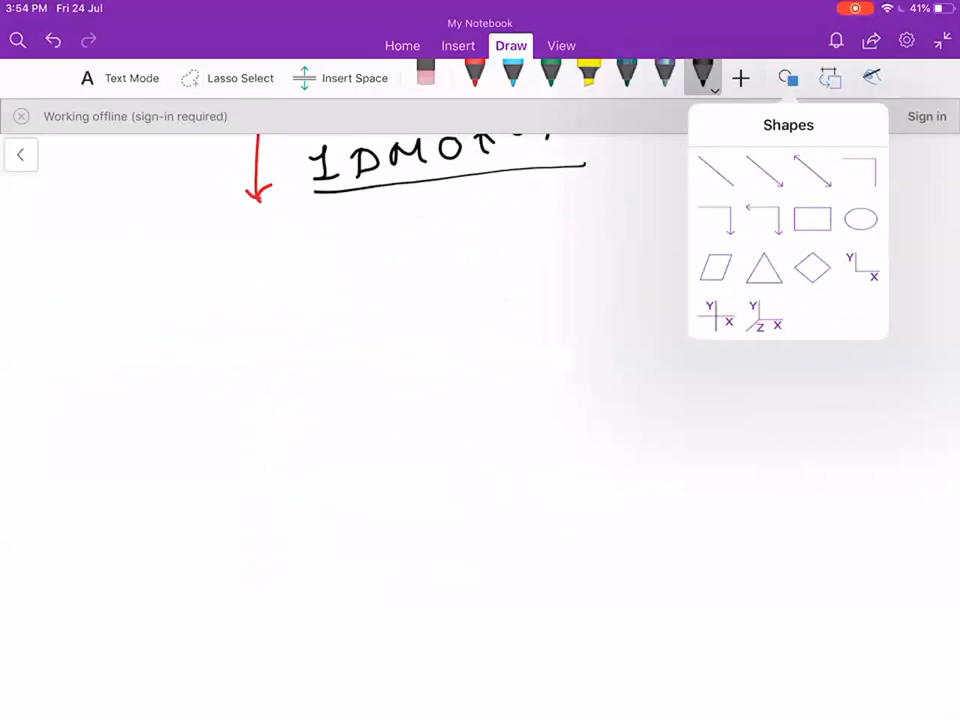 3:54 PM Fri 24 Jul 41%
My Notebook
Home Insert Draw View
A Text Mode Lasso Select Insert Space
Working offline (sign-in required) Sign in
Shapes
Y X
Y X Y Z X